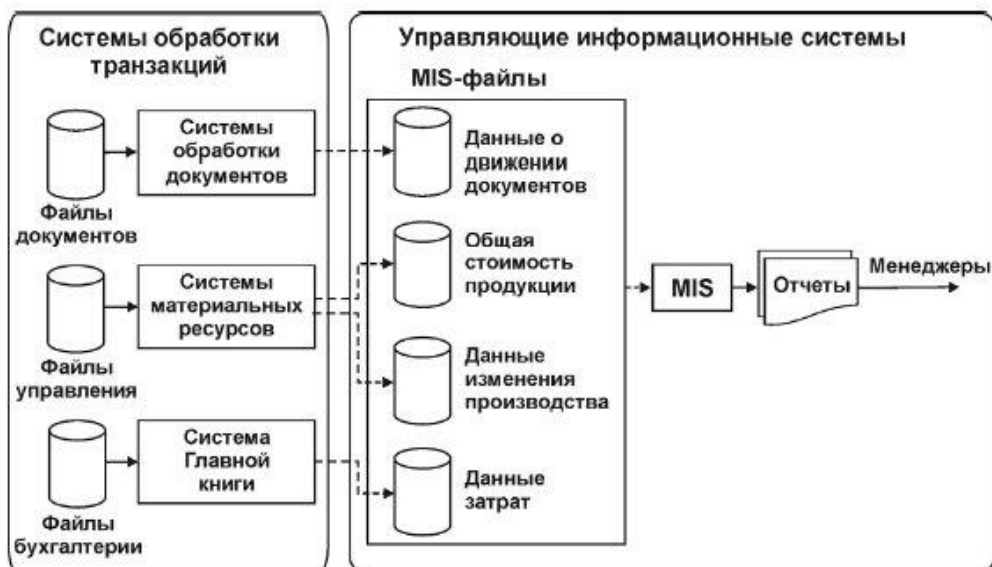 Системы обработки
транзакций
Файлы
документов
Системы
обработки
документов
Файлы
управления
Системы
материальных
ресурсов
Файлы
бухгалтерии
Система
Главной
книги
Управляющие информационные системы
MIS-файлы
Данные о
движении
документов
Общая
стоимость
продукции
Данные
изменения
производства
Данные
затрат
MIS
Отчеты
Менеджеры